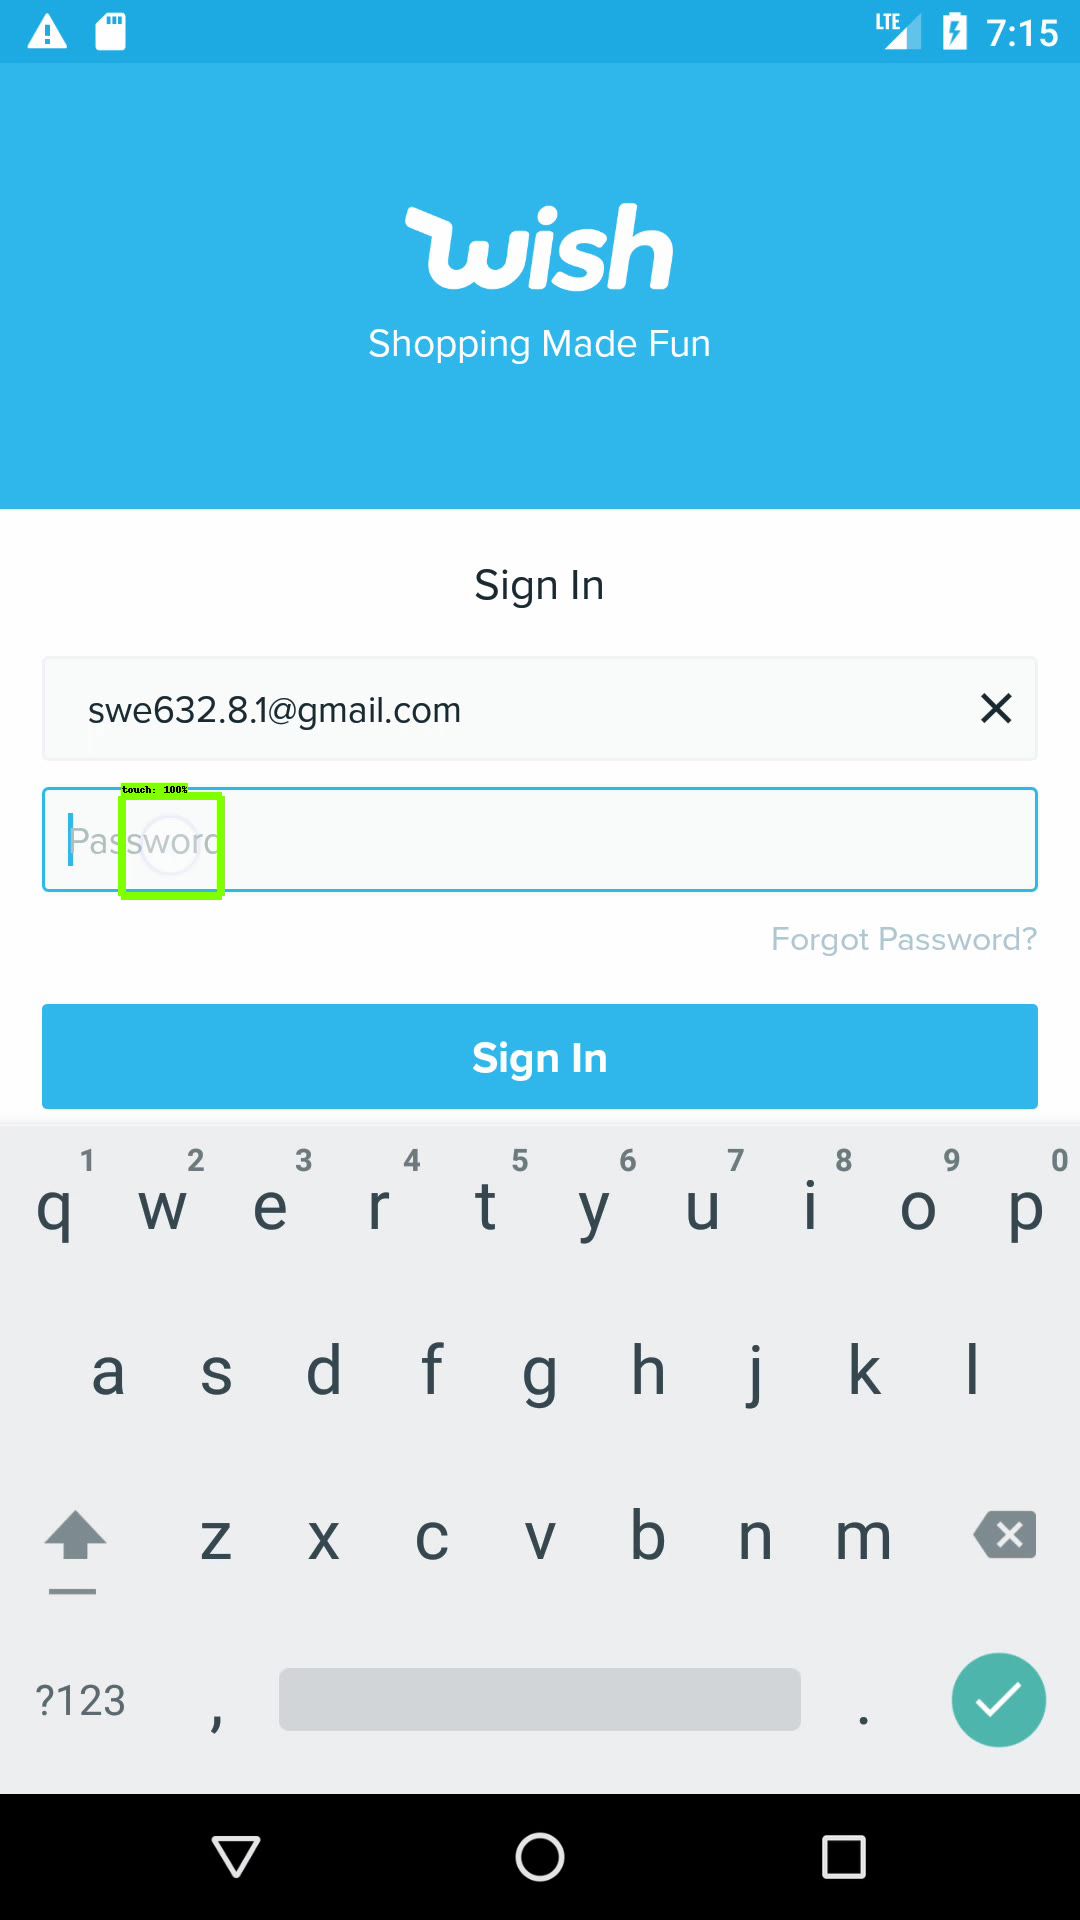 LTE 7:15
wish
Shopping Made Fun
Sign In
swe632.8.1@gmail.com
touch: 100%
Password
Forgot Password?
Sign In
1 2 3 4 5 6 7 8 9 0
q w e r t y u i o p
a s d f g h j k l
z x c v b n m
?123 , .